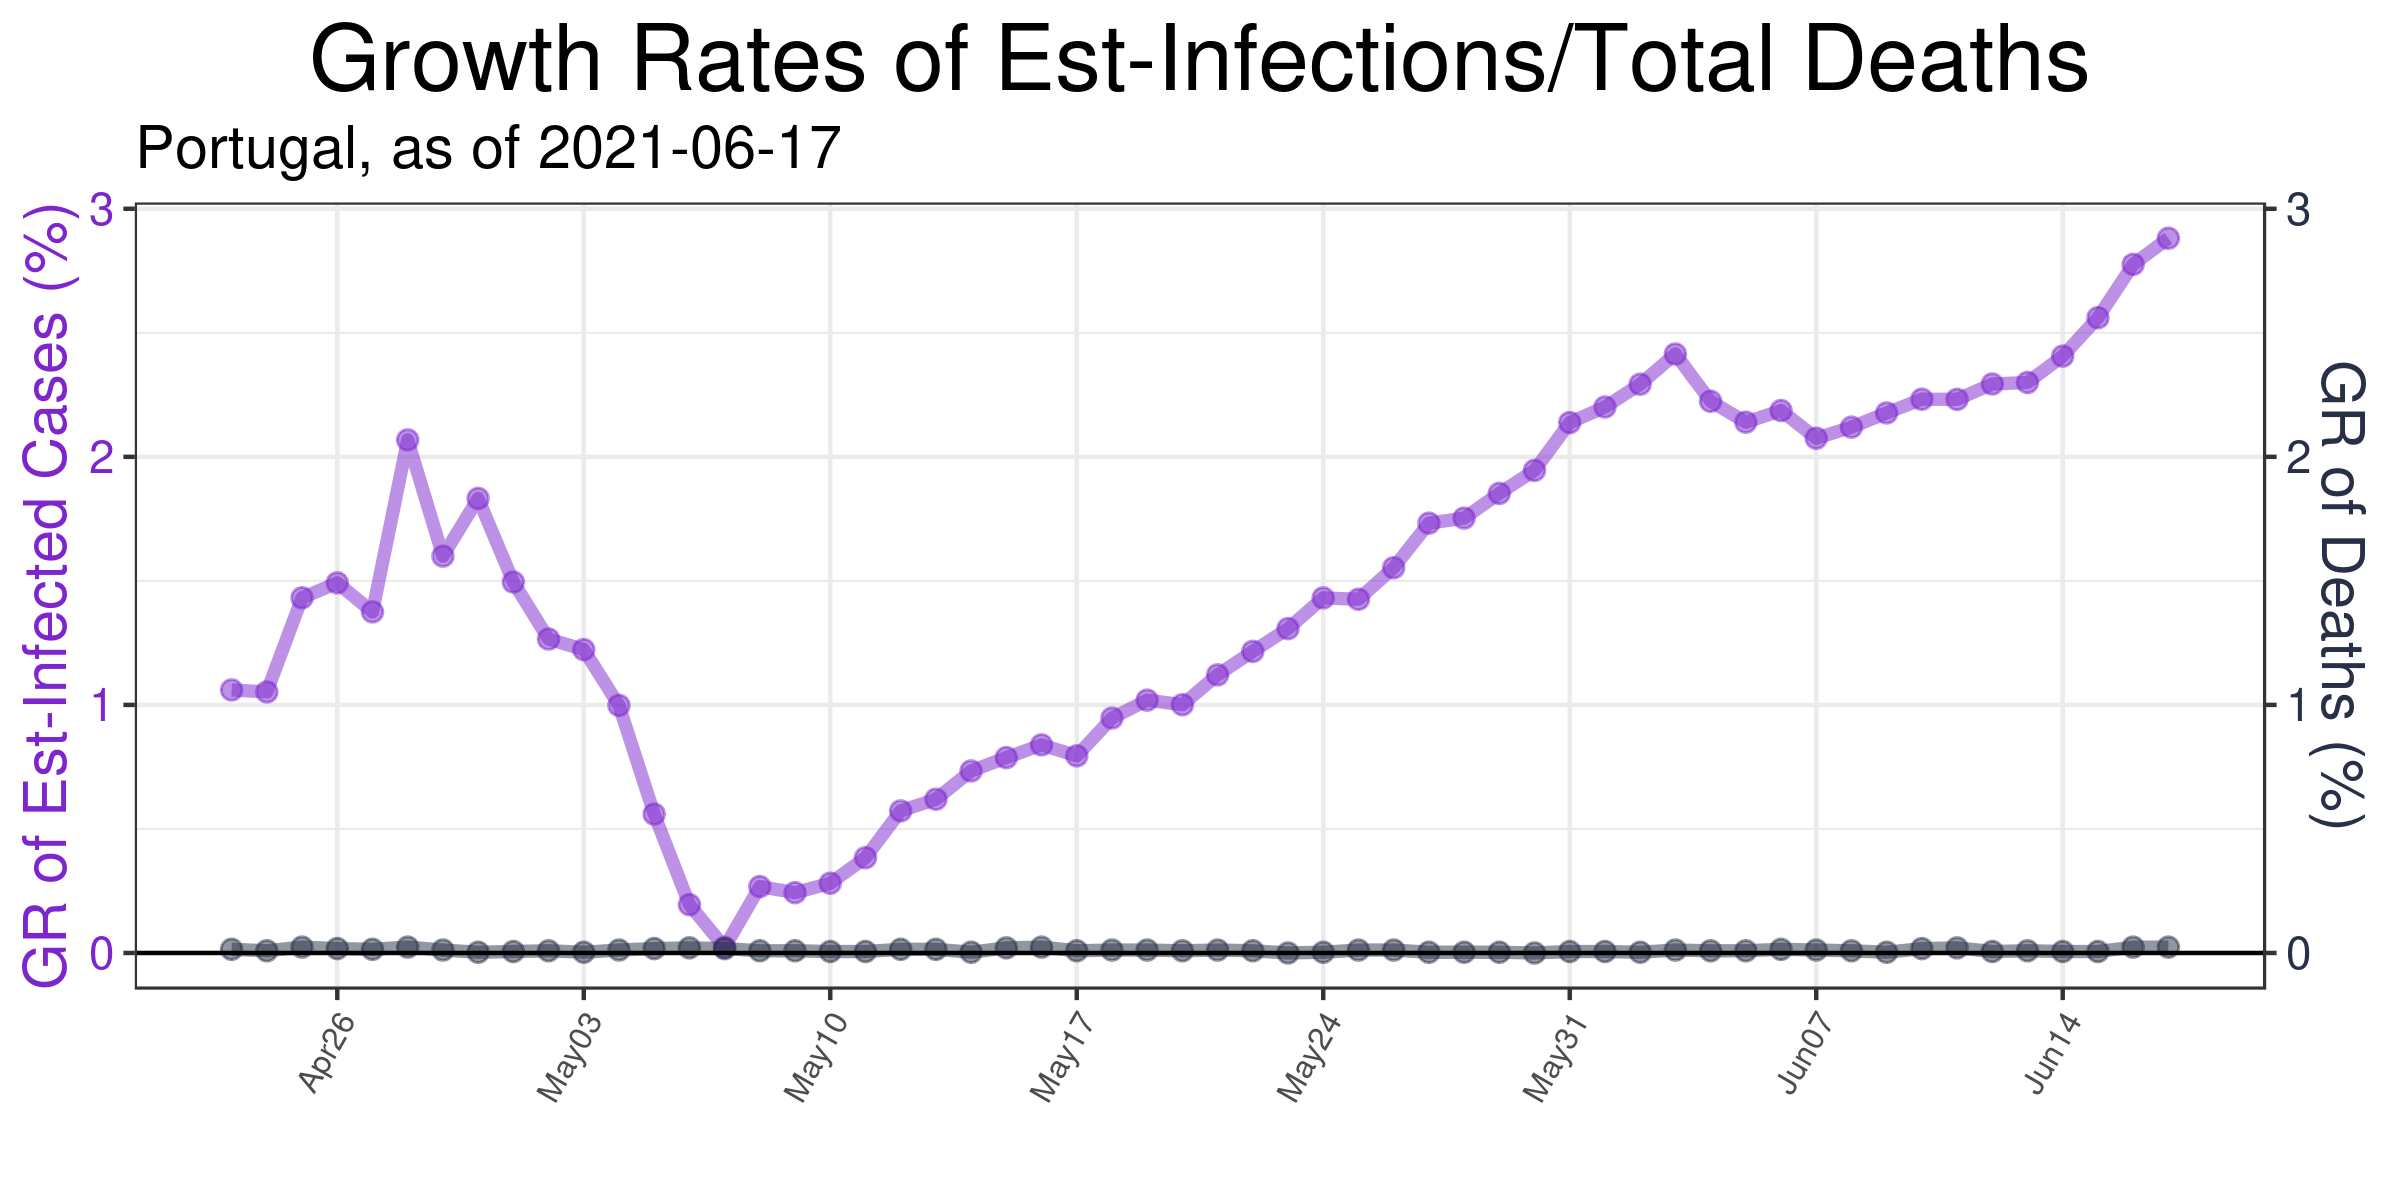 Growth Rates of Est-Infections/Total Deaths
Portugal, as of 2021-06-17
GR of Est-Infected Cases (%)
3
2
1
0
3
2
1
0
GR of Deaths (%)
Apr26
May03
May10
May17
May24
May31
Jun07
Jun14